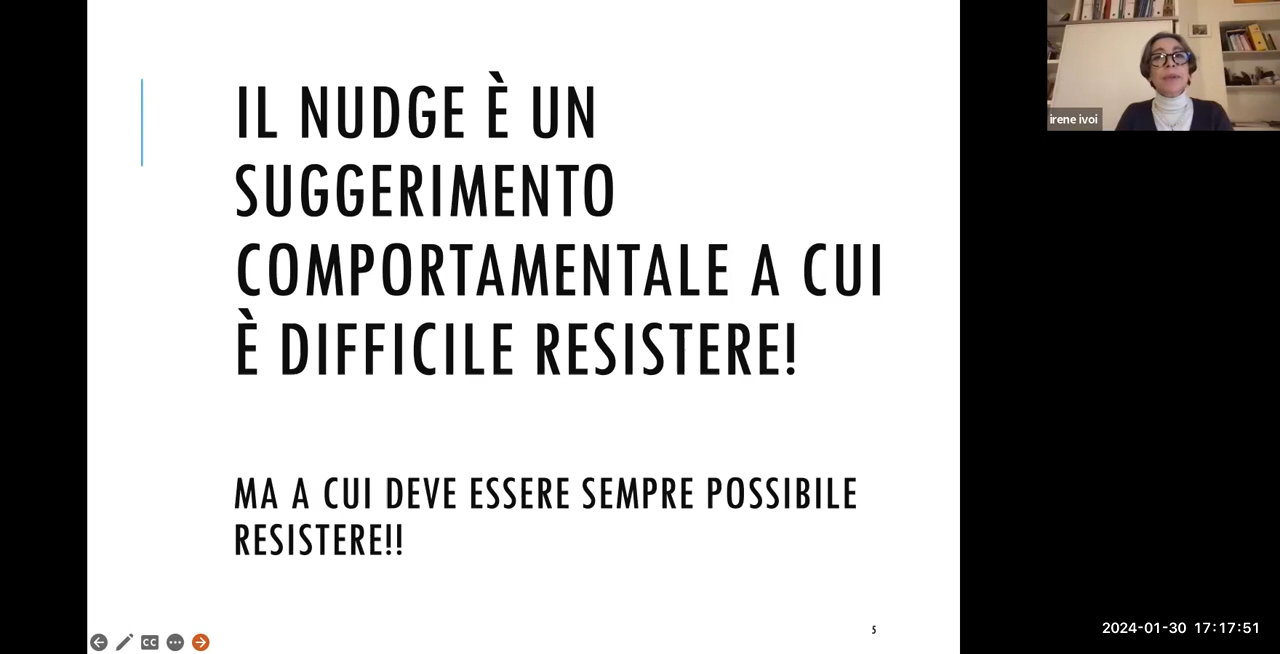 IL NUDGE È UN
SUGGERIMENTO
COMPORTAMENTALE A CUI
È DIFFICILE RESISTERE!
MA A CUI DEVE ESSERE SEMPRE POSSIBILE
RESISTERE!!
irene ivoi
5
CC
2024-01-30 17:17:51